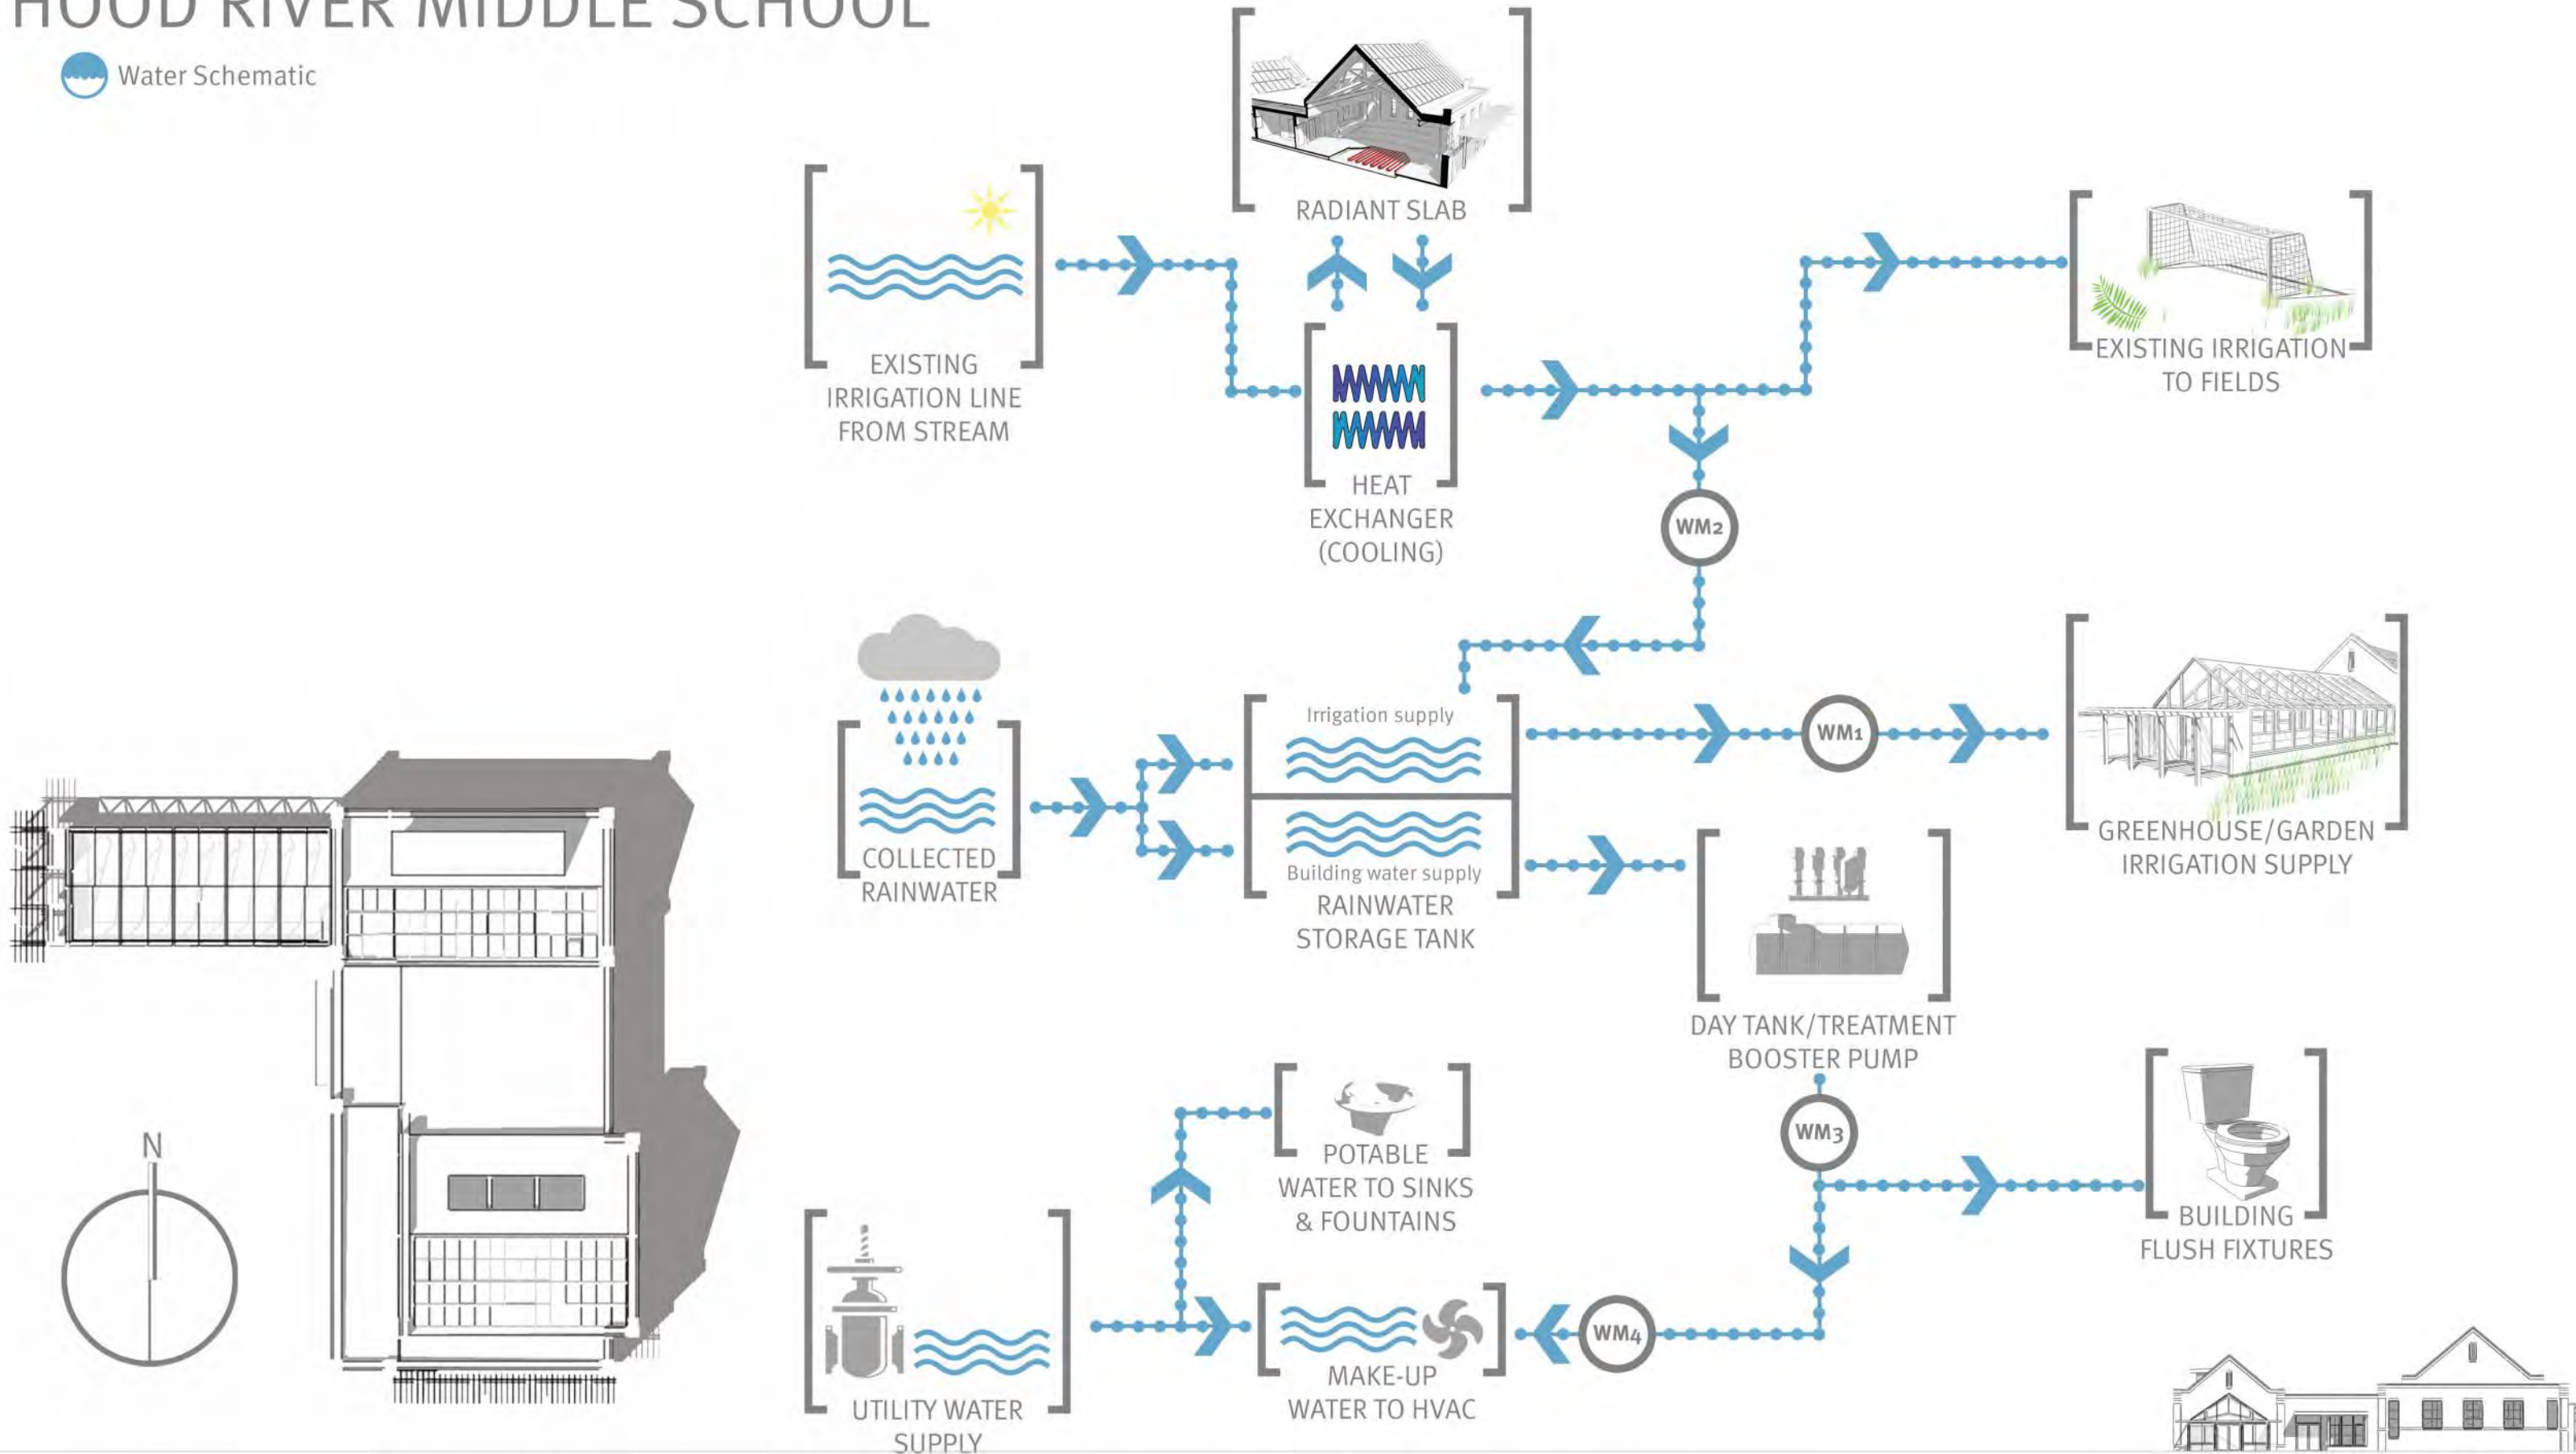 HOOD RIVER MIDDLE SCHOOL
Water Schematic
RADIANT SLAB
EXISTING
IRRIGATION LINE
FROM STREAM
EXISTING IRRIGATION
TO FIELDS
HEAT
EXCHANGER
(COOLING)
WM2
Irrigation supply
WM1
COLLECTED
RAINWATER
Building water supply
RAINWATER
STORAGE TANK
GREENHOUSE/GARDEN
IRRIGATION SUPPLY
DAY TANK/TREATMENT
BOOSTER PUMP
N
POTABLE
WATER TO SINKS
& FOUNTAINS
WM3
BUILDING
FLUSH FIXTURES
WM4
MAKE-UP
WATER TO HVAC
UTILITY WATER
SUPPLY